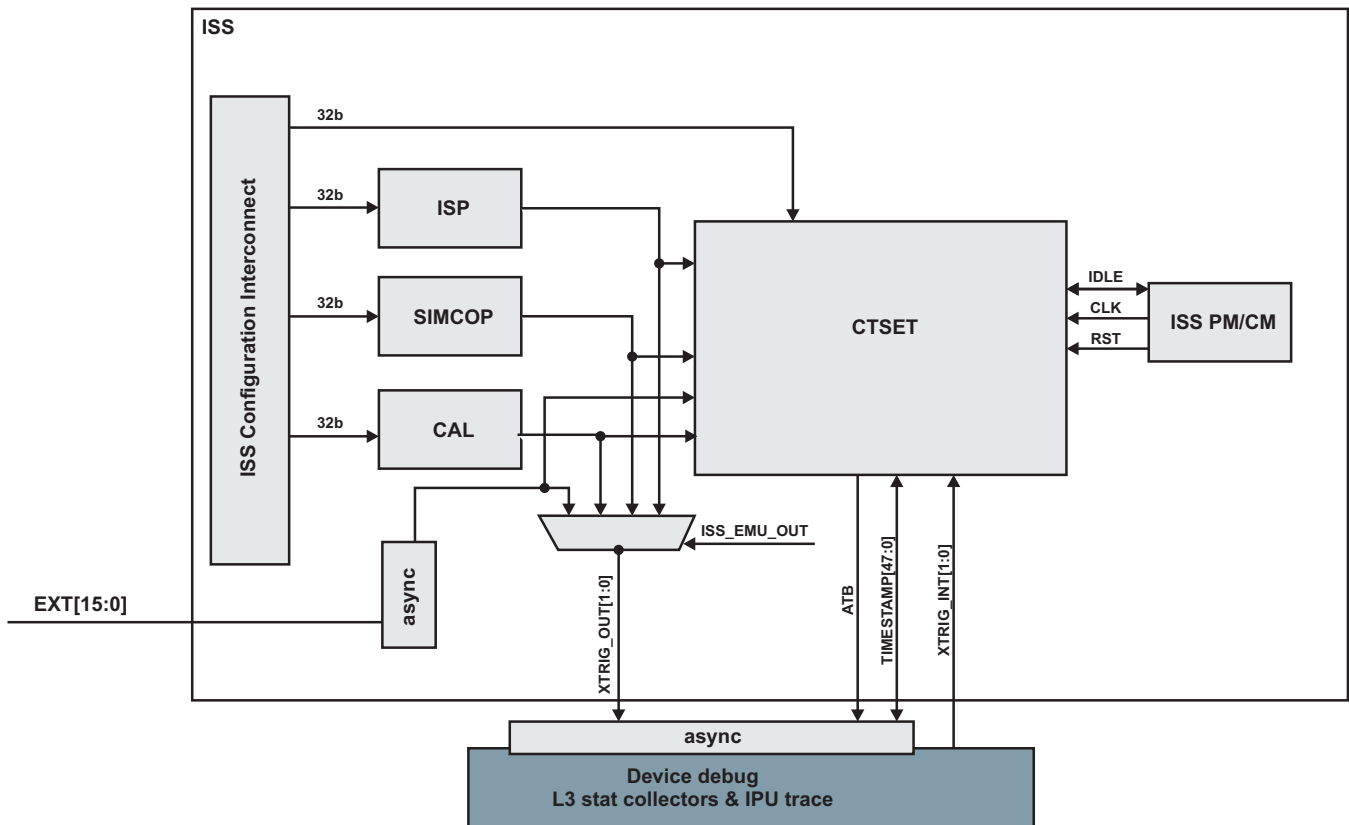 ISS
32b
ISS Configuration Interconnect
32b
ISP
32b
SIMCOP
32b
CAL
CTSET
IDLE
CLK
RST
ISS PM/CM
ISS_EMU_OUT
async
EXT[15:0]
XTRIG_OUT[1:0]
ATB
TIMESTAMP[47:0]
XTRIG_INT[1:0]
async
Device debug
L3 stat collectors & IPU trace